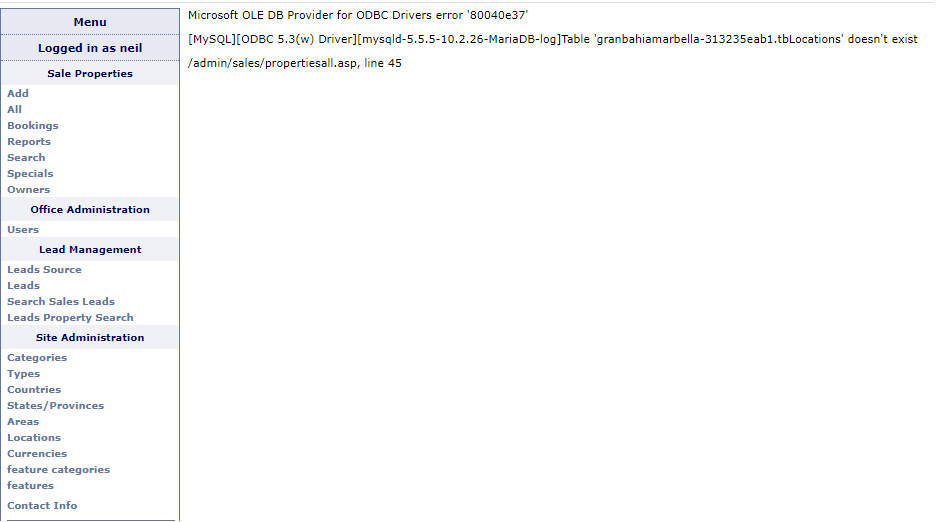 Menu
Logged in as neil
Sale Properties
Add
All
Bookings
Reports
Search
Specials
Owners
Office Administration
Users
Lead Management
Leads Source
Leads
Search Sales Leads
Leads Property Search
Site Administration
Categories
Types
Countries
States/Provinces
Areas
Locations
Currencies
feature categories
features
Contact Info
Microsoft OLE DB Provider for ODBC Drivers error '80040e37'
[MySQL][ODBC 5.3(w) Driver][mysqld-5.5.5-10.2.26-MariaDB-log]Table 'granbahiamarbella-313235eab1.tbLocations' doesn't exist
/admin/sales/propertiesall.asp, line 45